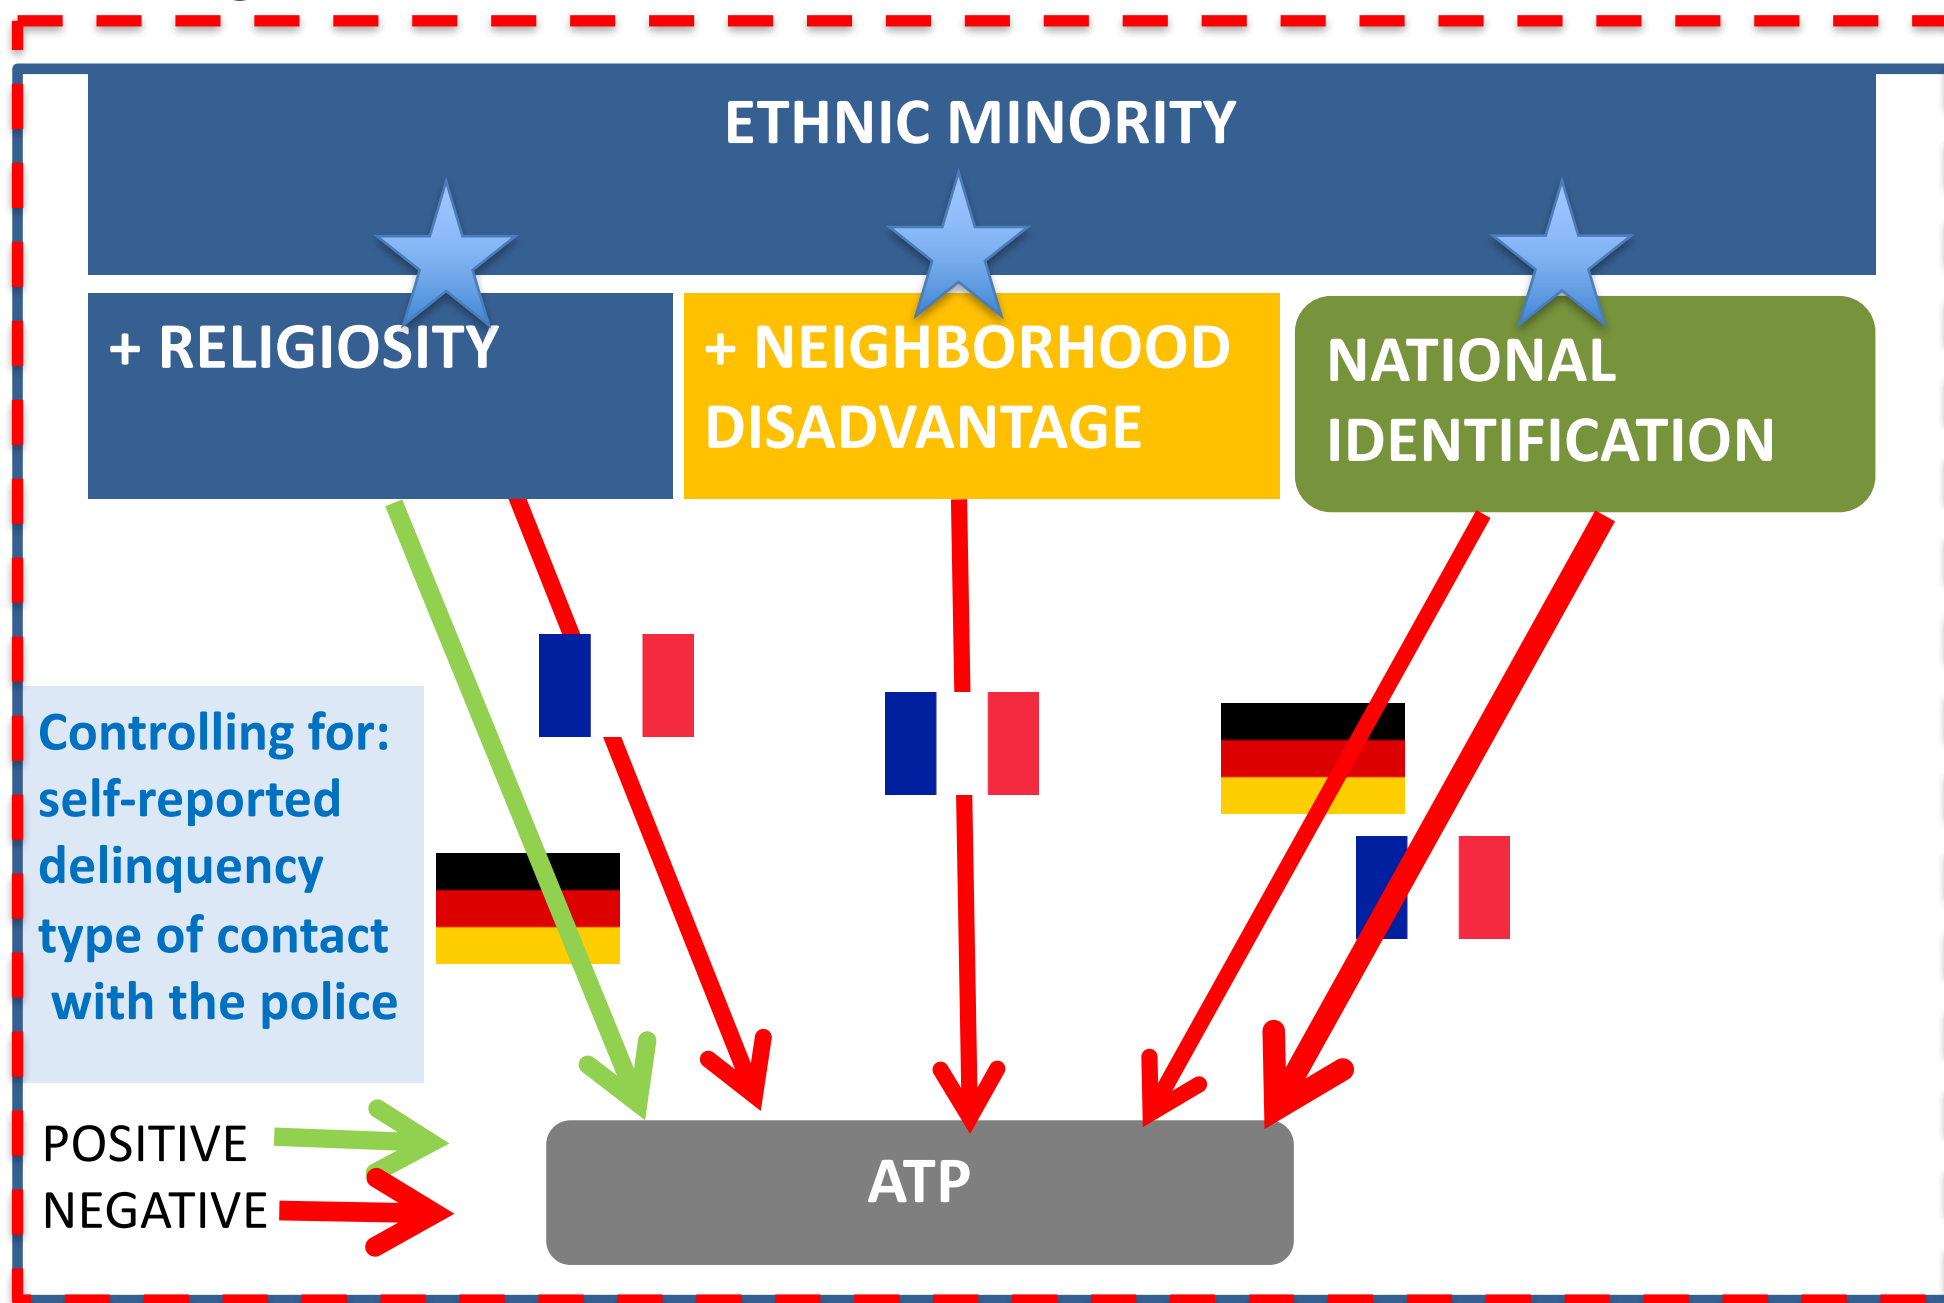 ETHNIC MINORITY
+ RELIGIOSITY
+ NEIGHBORHOOD
DISADVANTAGE
NATIONAL
IDENTIFICATION
Controlling for:
self-reported
delinquency
type of contact
with the police
POSITIVE
NEGATIVE
ATP